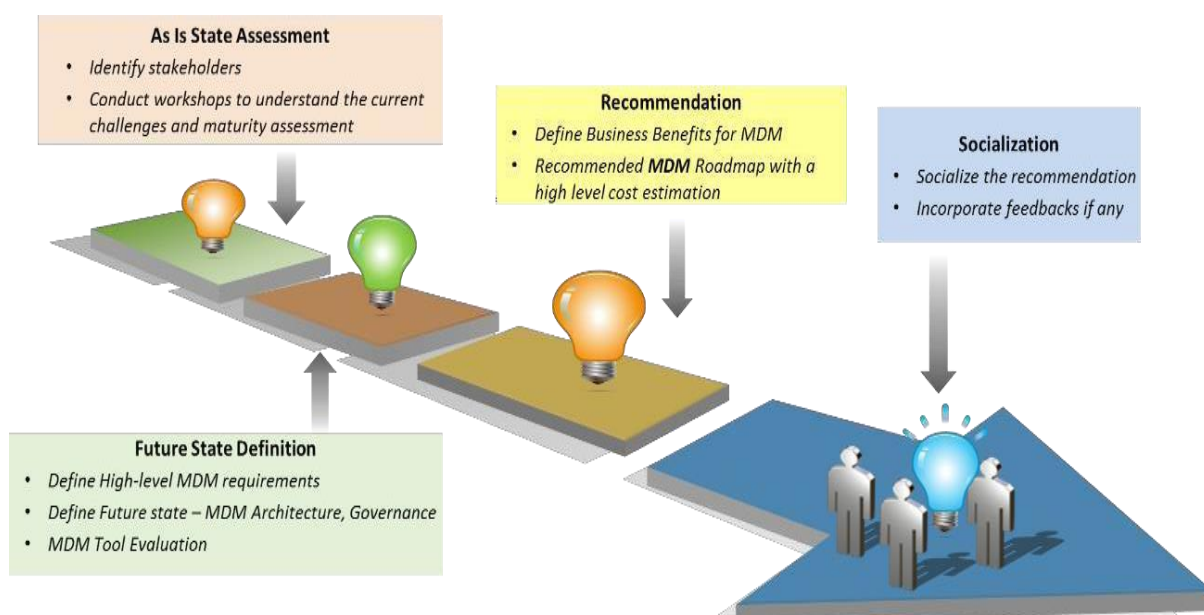 As Is State Assessment
• Identify stakeholders
• Conduct workshops to understand the current
challenges and maturity assessment
Recommendation
• Define Business Benefits for MDM
• Recommended MDM Roadmap with a
high level cost estimation
Socialization
• Socialize the recommendation
• Incorporate feedbacks if any
Future State Definition
• Define High-level MDM requirements
• Define Future state – MDM Architecture, Governance
• MDM Tool Evaluation